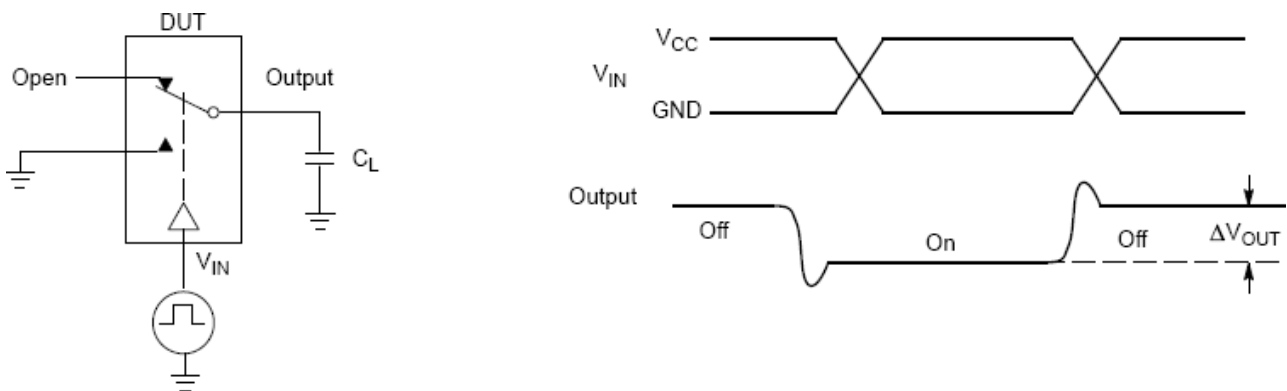 DUT
Open
Output
C_L
V_IN
V_CC
V_IN
GND
Output
Off
On
Off
ΔV_OUT